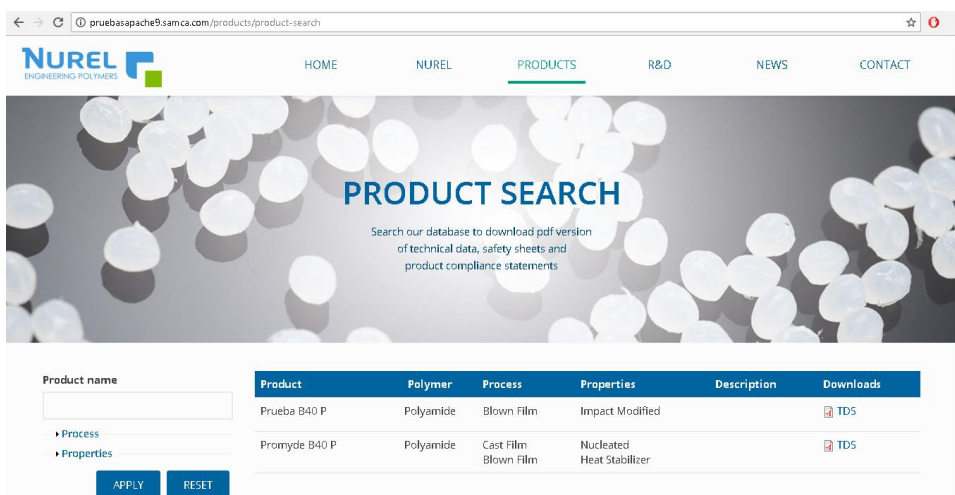 pruebasapache9.samca.com/products/product-search
NUREL
ENGINEERING POLYMERS
HOME NUREL PRODUCTS R&D NEWS CONTACT
PRODUCT SEARCH
Search our database to download pdf version
of technical data, safety sheets and
product compliance statements
Product name
Process
Properties
APPLY RESET
Product Polymer Process Properties Description Downloads
Prueba B40 P Polyamide Blown Film Impact Modified TDS
Promyde B40 P Polyamide Cast Film Nucleated TDS
Blown Film Heat Stabilizer